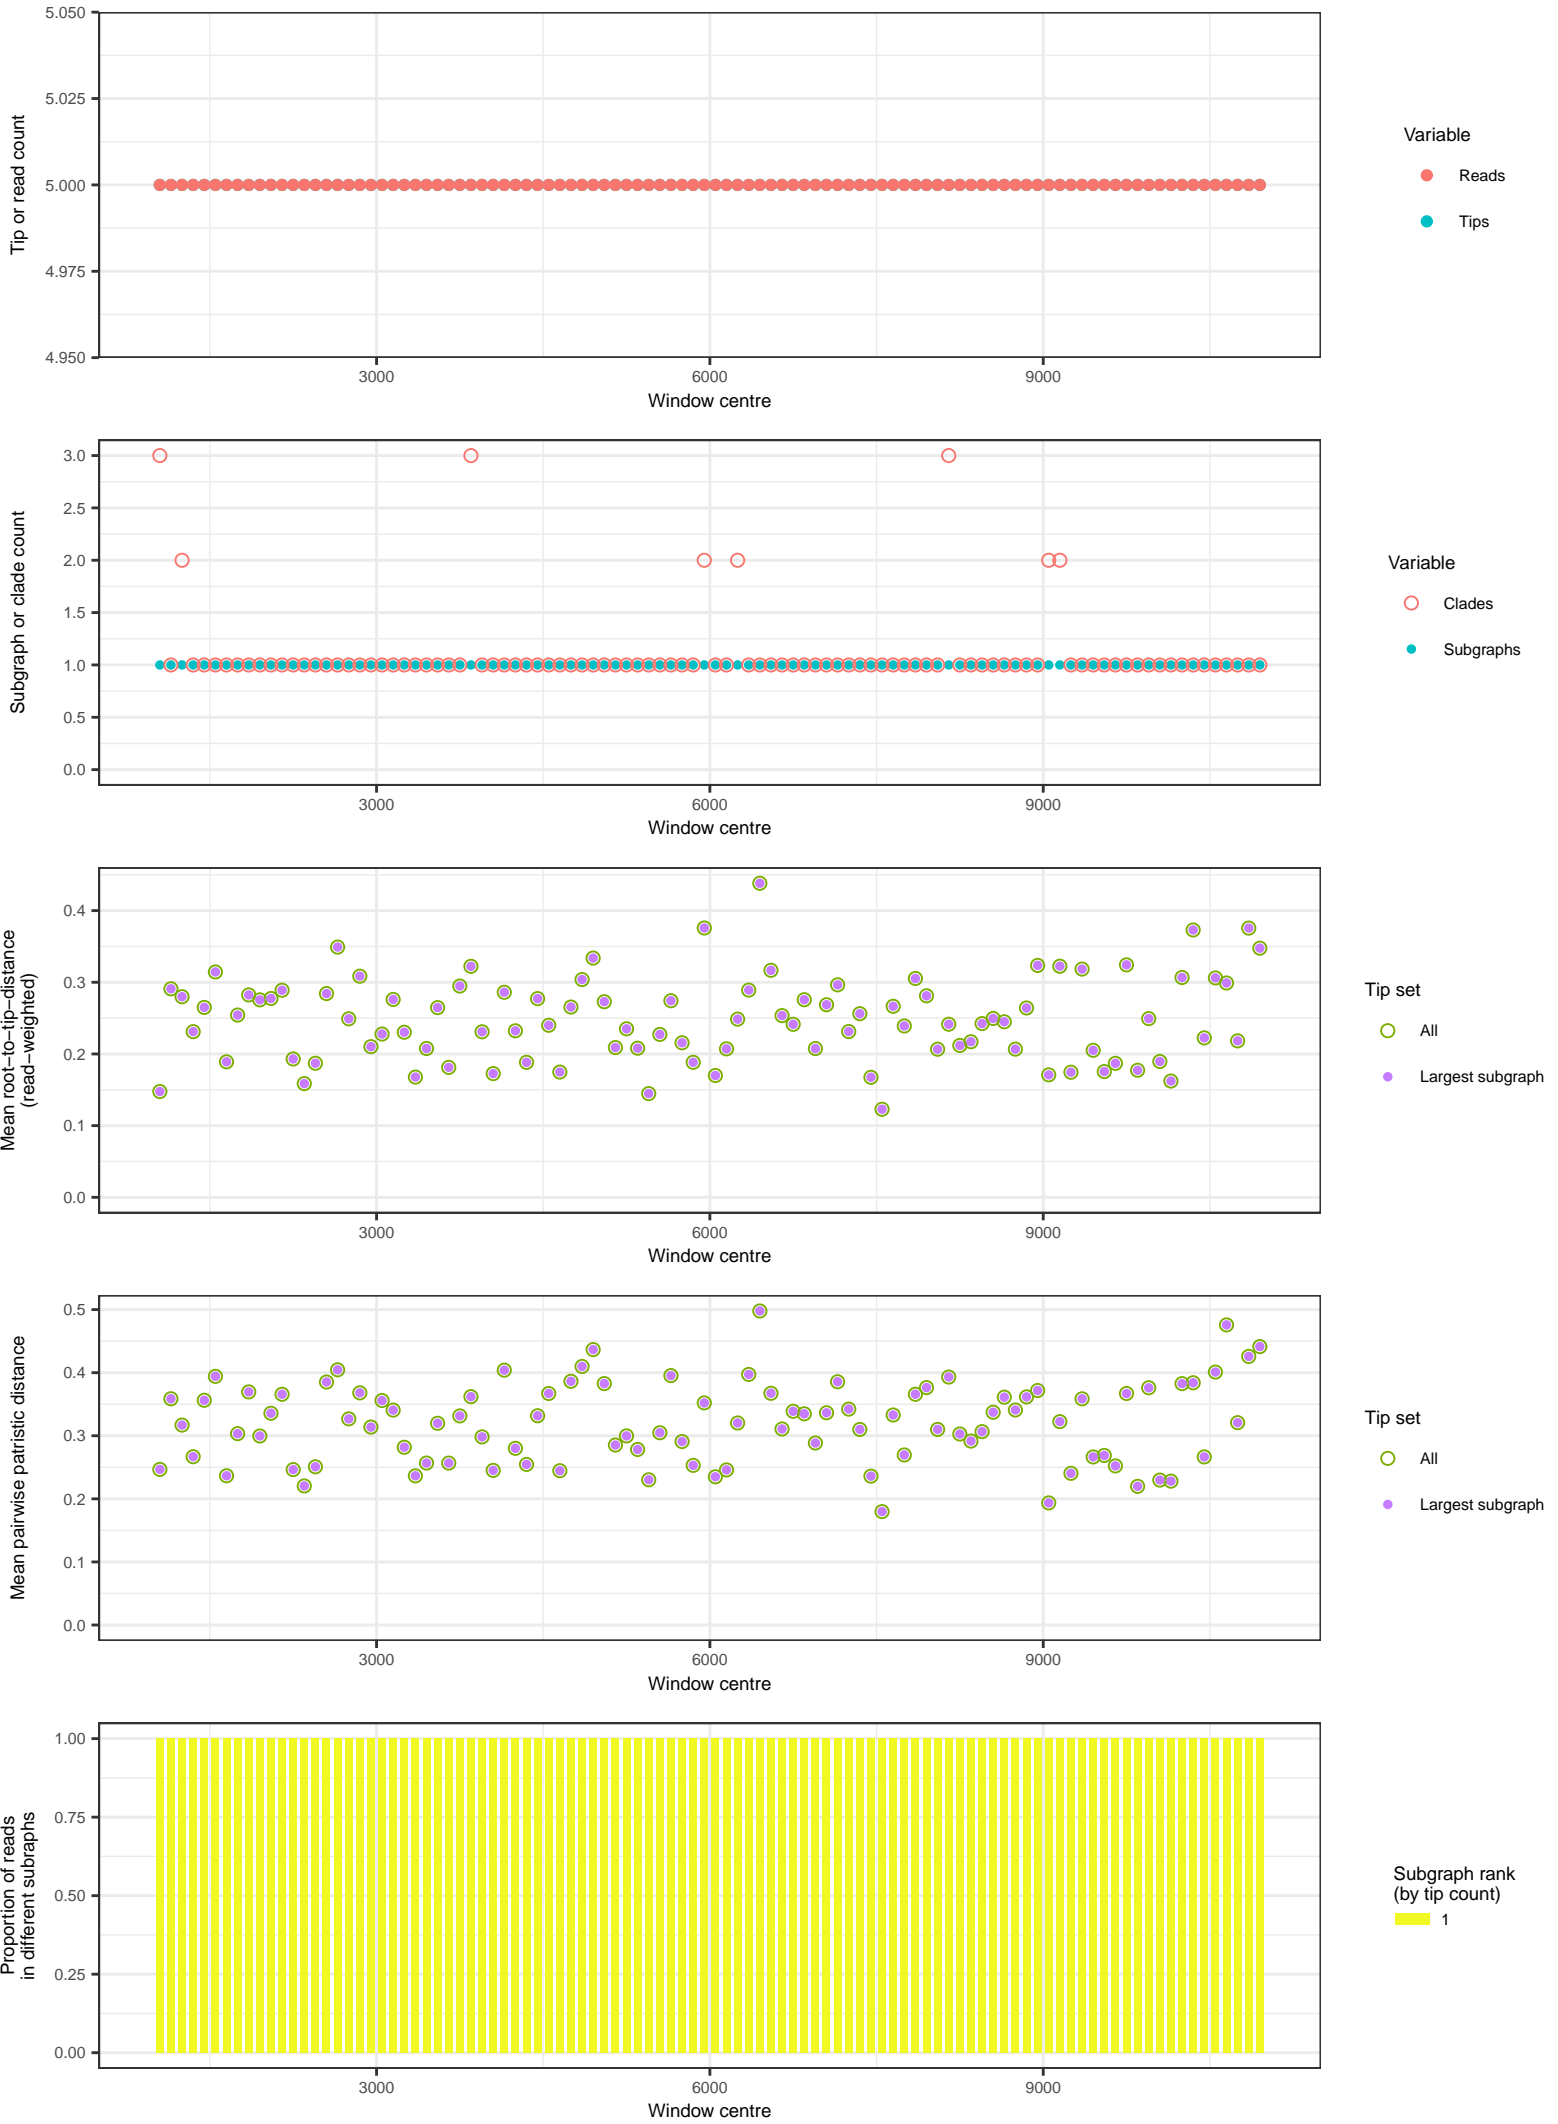 5.050
5.025
5.000
4.975
4.950
Tip or read count
3000
6000
9000
Window centre
Variable
Reads
Tips
3.0
2.5
2.0
1.5
1.0
0.5
0.0
Subgraph or clade count
3000
6000
9000
Window centre
Variable
Clades
Subgraphs
0.4
0.3
0.2
0.1
0.0
Mean root−to−tip−distance
(read−weighted)
3000
6000
9000
Window centre
Tip set
All
Largest subgraph
0.5
0.4
0.3
0.2
0.1
0.0
Mean pairwise patristic distance
3000
6000
9000
Window centre
Tip set
All
Largest subgraph
1.00
0.75
0.50
0.25
0.00
Proportion of reads
in different subraphs
3000
6000
9000
Window centre
Subgraph rank
(by tip count)
1